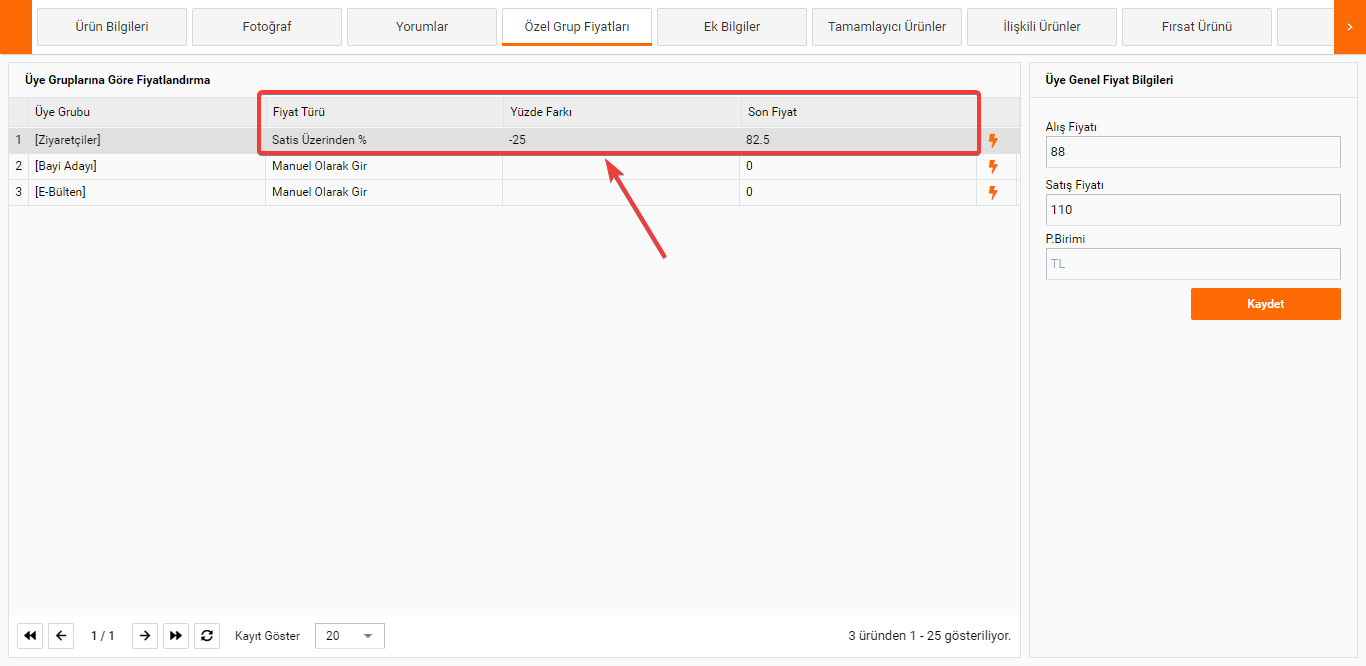 Ürün Bilgileri
Fotoğraf
Yorumlar
Özel Grup Fiyatları
Ek Bilgiler
Tamamlayıcı Ürünler
İlişkili Ürünler
Fırsat Ürünü
Üye Gruplarına Göre Fiyatlandırma
Üye Grubu Fiyat Türü Yüzde Farkı Son Fiyat
1 [Ziyaretçiler] Satis Üzerinden % -25 82.5
2 [Bayi Adayı] Manuel Olarak Gir 0
3 [E-Bülten] Manuel Olarak Gir 0
1 / 1 Kayıt Göster 20 3 üründen 1 - 25 gösteriliyor.
Üye Genel Fiyat Bilgileri
Alış Fiyatı
88
Satış Fiyatı
110
P.Birimi
TL
Kaydet